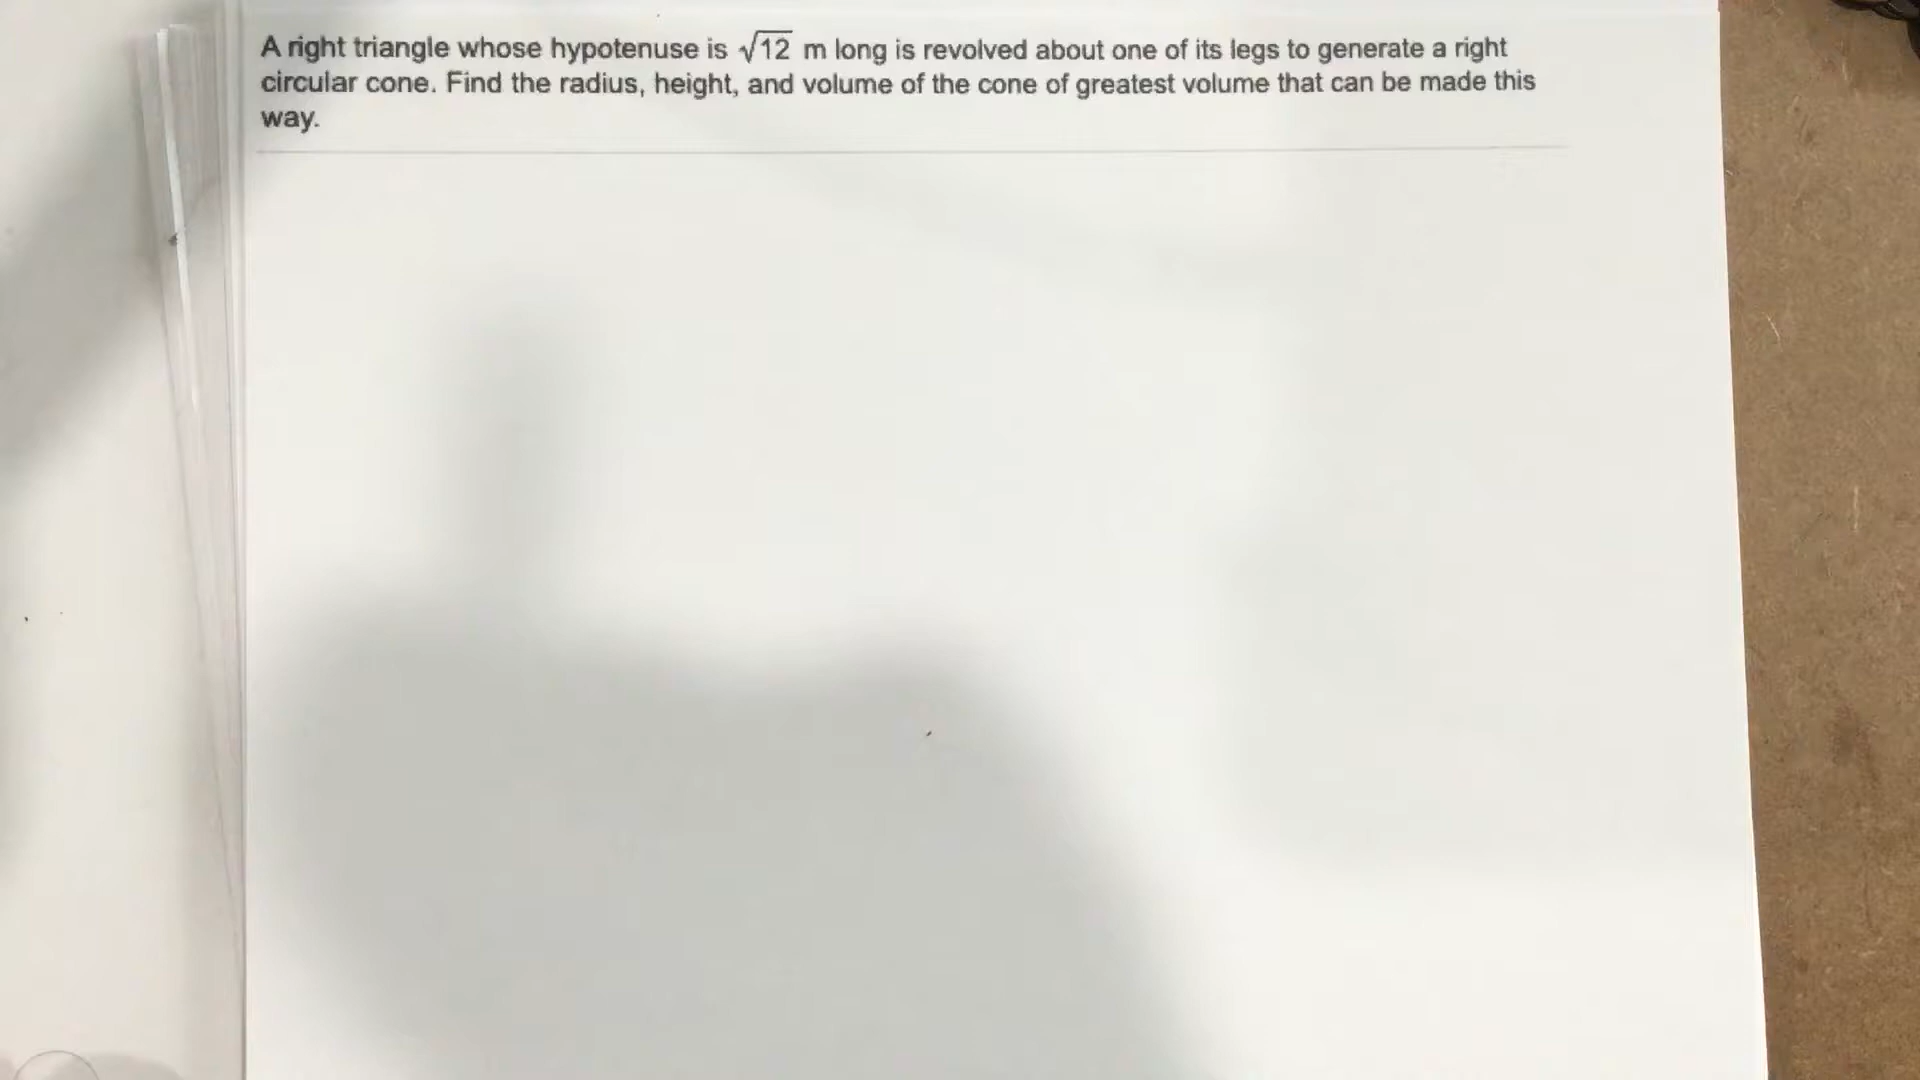 A right triangle whose hypotenuse is √12 m long is revolved about one of its legs to generate a right
circular cone. Find the radius, height, and volume of the cone of greatest volume that can be made this
way.